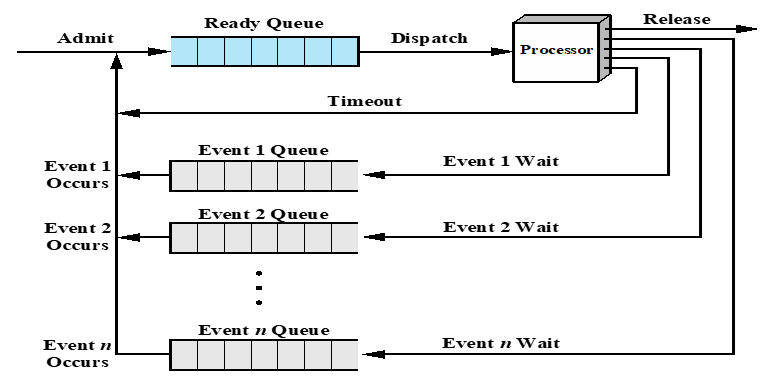 Ready Queue
Release
Admit
Dispatch
Processor
Timeout
Event 1 Queue
Event 1
Occurs
Event 1 Wait
Event 2 Queue
Event 2
Occurs
Event 2 Wait
Event n Queue
Event n
Occurs
Event n Wait